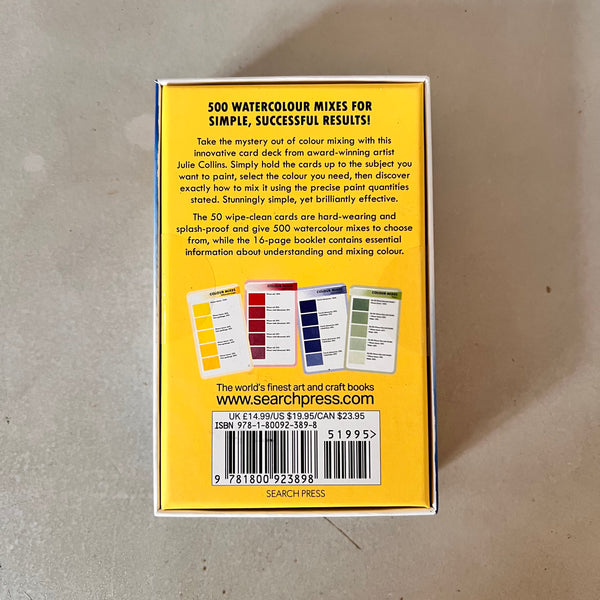 500 WATERCOLOUR MIXES FOR
SIMPLE, SUCCESSFUL RESULTS!
Take the mystery out of colour mixing with this
innovative card deck from award-winning artist
Julie Collins. Simply hold the cards up to the subject you
want to paint, select the colour you need, then discover
exactly how to mix it using the precise paint quantities
stated. Stunningly simple, yet brilliantly effective.
The 50 wipe-clean cards are hard-wearing and
splash-proof and give 500 watercolour mixes to choose
from, while the 16-page booklet contains essential
information about understanding and mixing colour.
COLOUR MIXES
COLOUR MIXES
COLOUR MIXES
COLOUR MIXES
The world's finest art and craft books
www.searchpress.com
UK £14.99/US $19.95/CAN $23.95
ISBN 978-1-80092-389-8
51995>
9 781800 923898
SEARCH PRESS